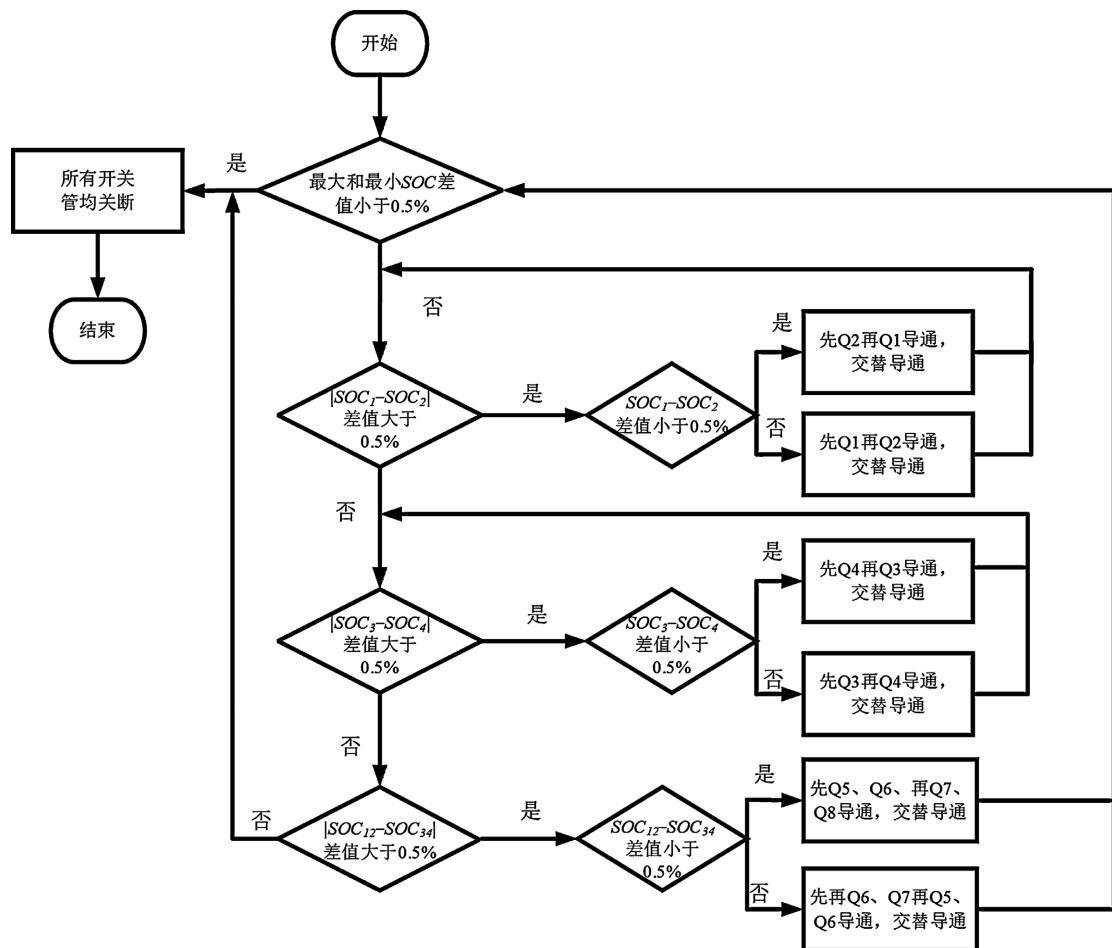 开始
是
所有开关
管均关断
最大和最小SOC差
值小于0.5%
结束
否
是
先Q2再Q1导通，
交替导通
|SOC1–SOC2|
差值大于
0.5%
是
SOC1–SOC2
差值小于0.5%
否
先Q1再Q2导通，
交替导通
否
是
先Q4再Q3导通，
交替导通
|SOC3–SOC4|
差值大于
0.5%
是
SOC3–SOC4
差值小于
0.5%
否
先Q3再Q4导通，
交替导通
否
是
先Q5、Q6、再Q7、
Q8导通，交替导通
否
|SOC12–SOC34|
差值大于0.5%
是
SOC12–SOC34
差值小于
0.5%
否
先再Q6、Q7再Q5、
Q6导通，交替导通